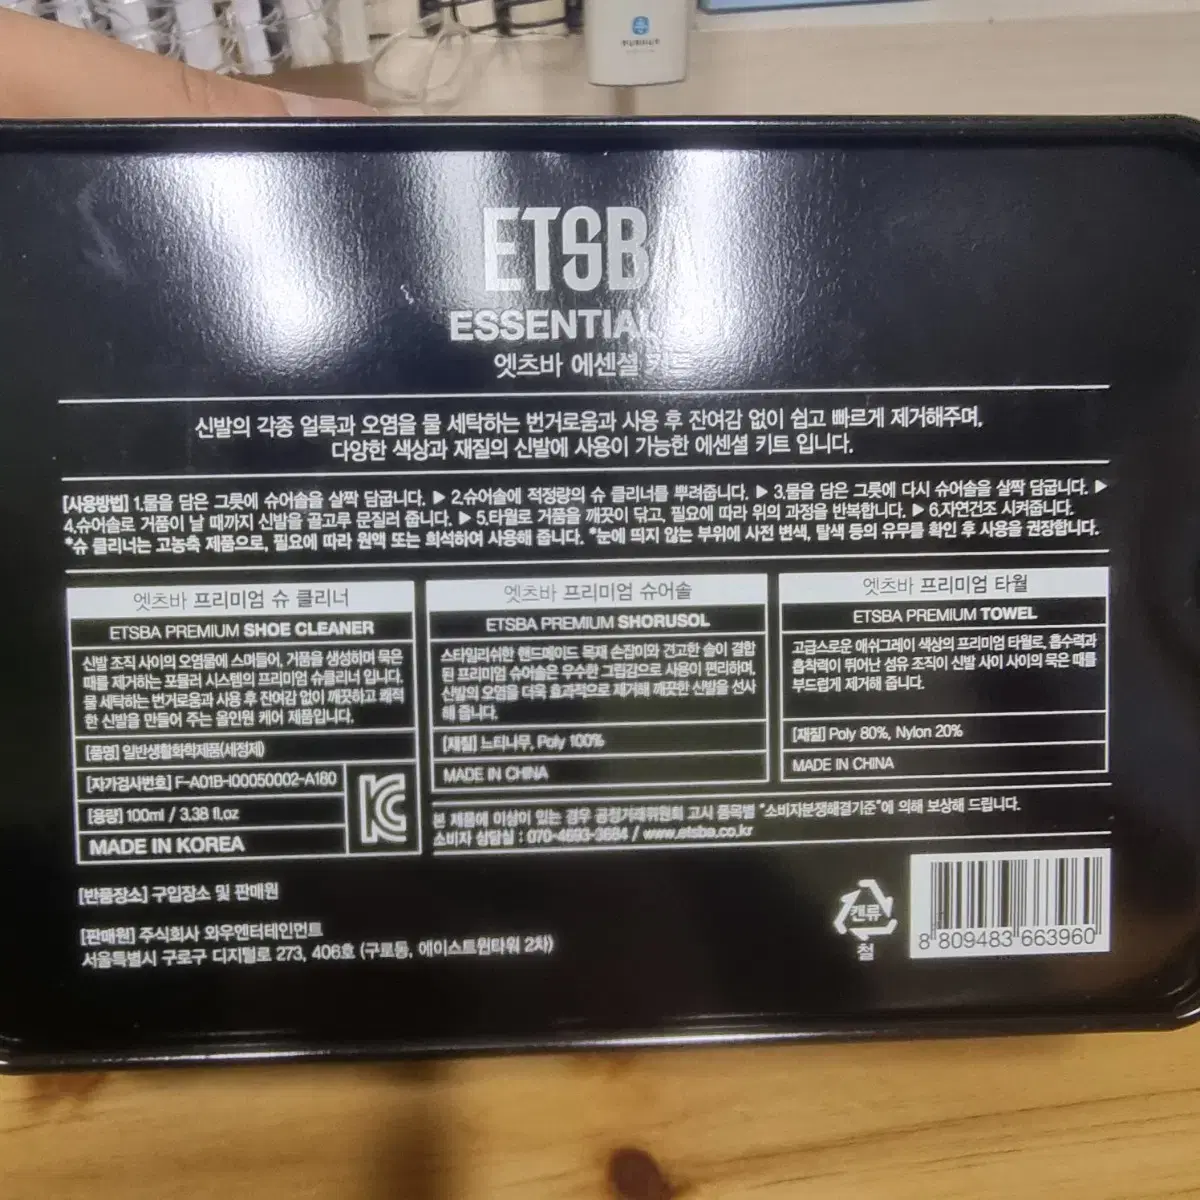 ETSBA
ESSENTIAL
엣츠바 에센셜 키트
신발의 각종 얼룩과 오염을 물 세탁하는 번거로움과 사용 후 잔여감 없이 쉽고 빠르게 제거해주며,
다양한 색상과 재질의 신발에 사용이 가능한 에센셜 키트 입니다.
[사용방법] 1.물을 담은 그릇에 슈어솔을 살짝 담굽니다. ▶ 2.슈어솔에 적정량의 슈 클리너를 뿌려줍니다. ▶ 3.물을 담은 그릇에 다시 슈어솔을 살짝 담굽니다. ▶
4.슈어솔로 거품이 날 때까지 신발을 골고루 문질러 줍니다. ▶ 5.타월로 거품을 깨끗이 닦고, 필요에 따라 위의 과정을 반복합니다. ▶ 6.자연건조 시켜줍니다.
*슈 클리너는 고농축 제품으로, 필요에 따라 원액 또는 희석하여 사용해 줍니다. *눈에 띄지 않는 부위에 사전 변색, 탈색 등의 유무를 확인 후 사용을 권장합니다.
엣츠바 프리미엄 슈 클리너
ETSBA PREMIUM SHOE CLEANER
신발 조직 사이의 오염물에 스며들어, 거품을 생성하며 묵은
때를 제거하는 포뮬러 시스템의 프리미엄 슈클리너 입니다.
물 세탁하는 번거로움과 사용 후 잔여감 없이 깨끗하고 쾌적
한 신발을 만들어 주는 올인원 케어 제품입니다.
[품명] 일반생활화학제품(세정제)
[자가검사번호] F-A01B-I00050002-A180
[용량] 100ml / 3.38 fl.oz
MADE IN KOREA
엣츠바 프리미엄 슈어솔
ETSBA PREMIUM SHORUSOL
스타일리쉬한 핸드메이드 목재 손잡이와 견고한 솔이 결합
된 프리미엄 슈어솔은 우수한 그립감으로 사용이 편리하며,
신발의 오염을 더욱 효과적으로 제거해 깨끗한 신발을 선사
해 줍니다.
[재질] 느티나무, Poly 100%
MADE IN CHINA
엣츠바 프리미엄 타월
ETSBA PREMIUM TOWEL
고급스로운 애쉬그레이 색상의 프리미엄 타월로, 흡수력과
흡착력이 뛰어난 섬유 조직이 신발 사이 사이의 묵은 때를
부드럽게 제거해 줍니다.
[재질] Poly 80%, Nylon 20%
MADE IN CHINA
본 제품에 이상이 있는 경우 공정거래위원회 고시 품목별 "소비자분쟁해결기준"에 의해 보상해 드립니다.
소비자 상담실 : 070-4693-3684 / www.etsba.co.kr
[반품장소] 구입장소 및 판매원
[판매원] 주식회사 와우엔터테인먼트
서울특별시 구로구 디지털로 273, 406호 (구로동, 에이스트윈타워 2차)
캔류
철
8 809483 663960